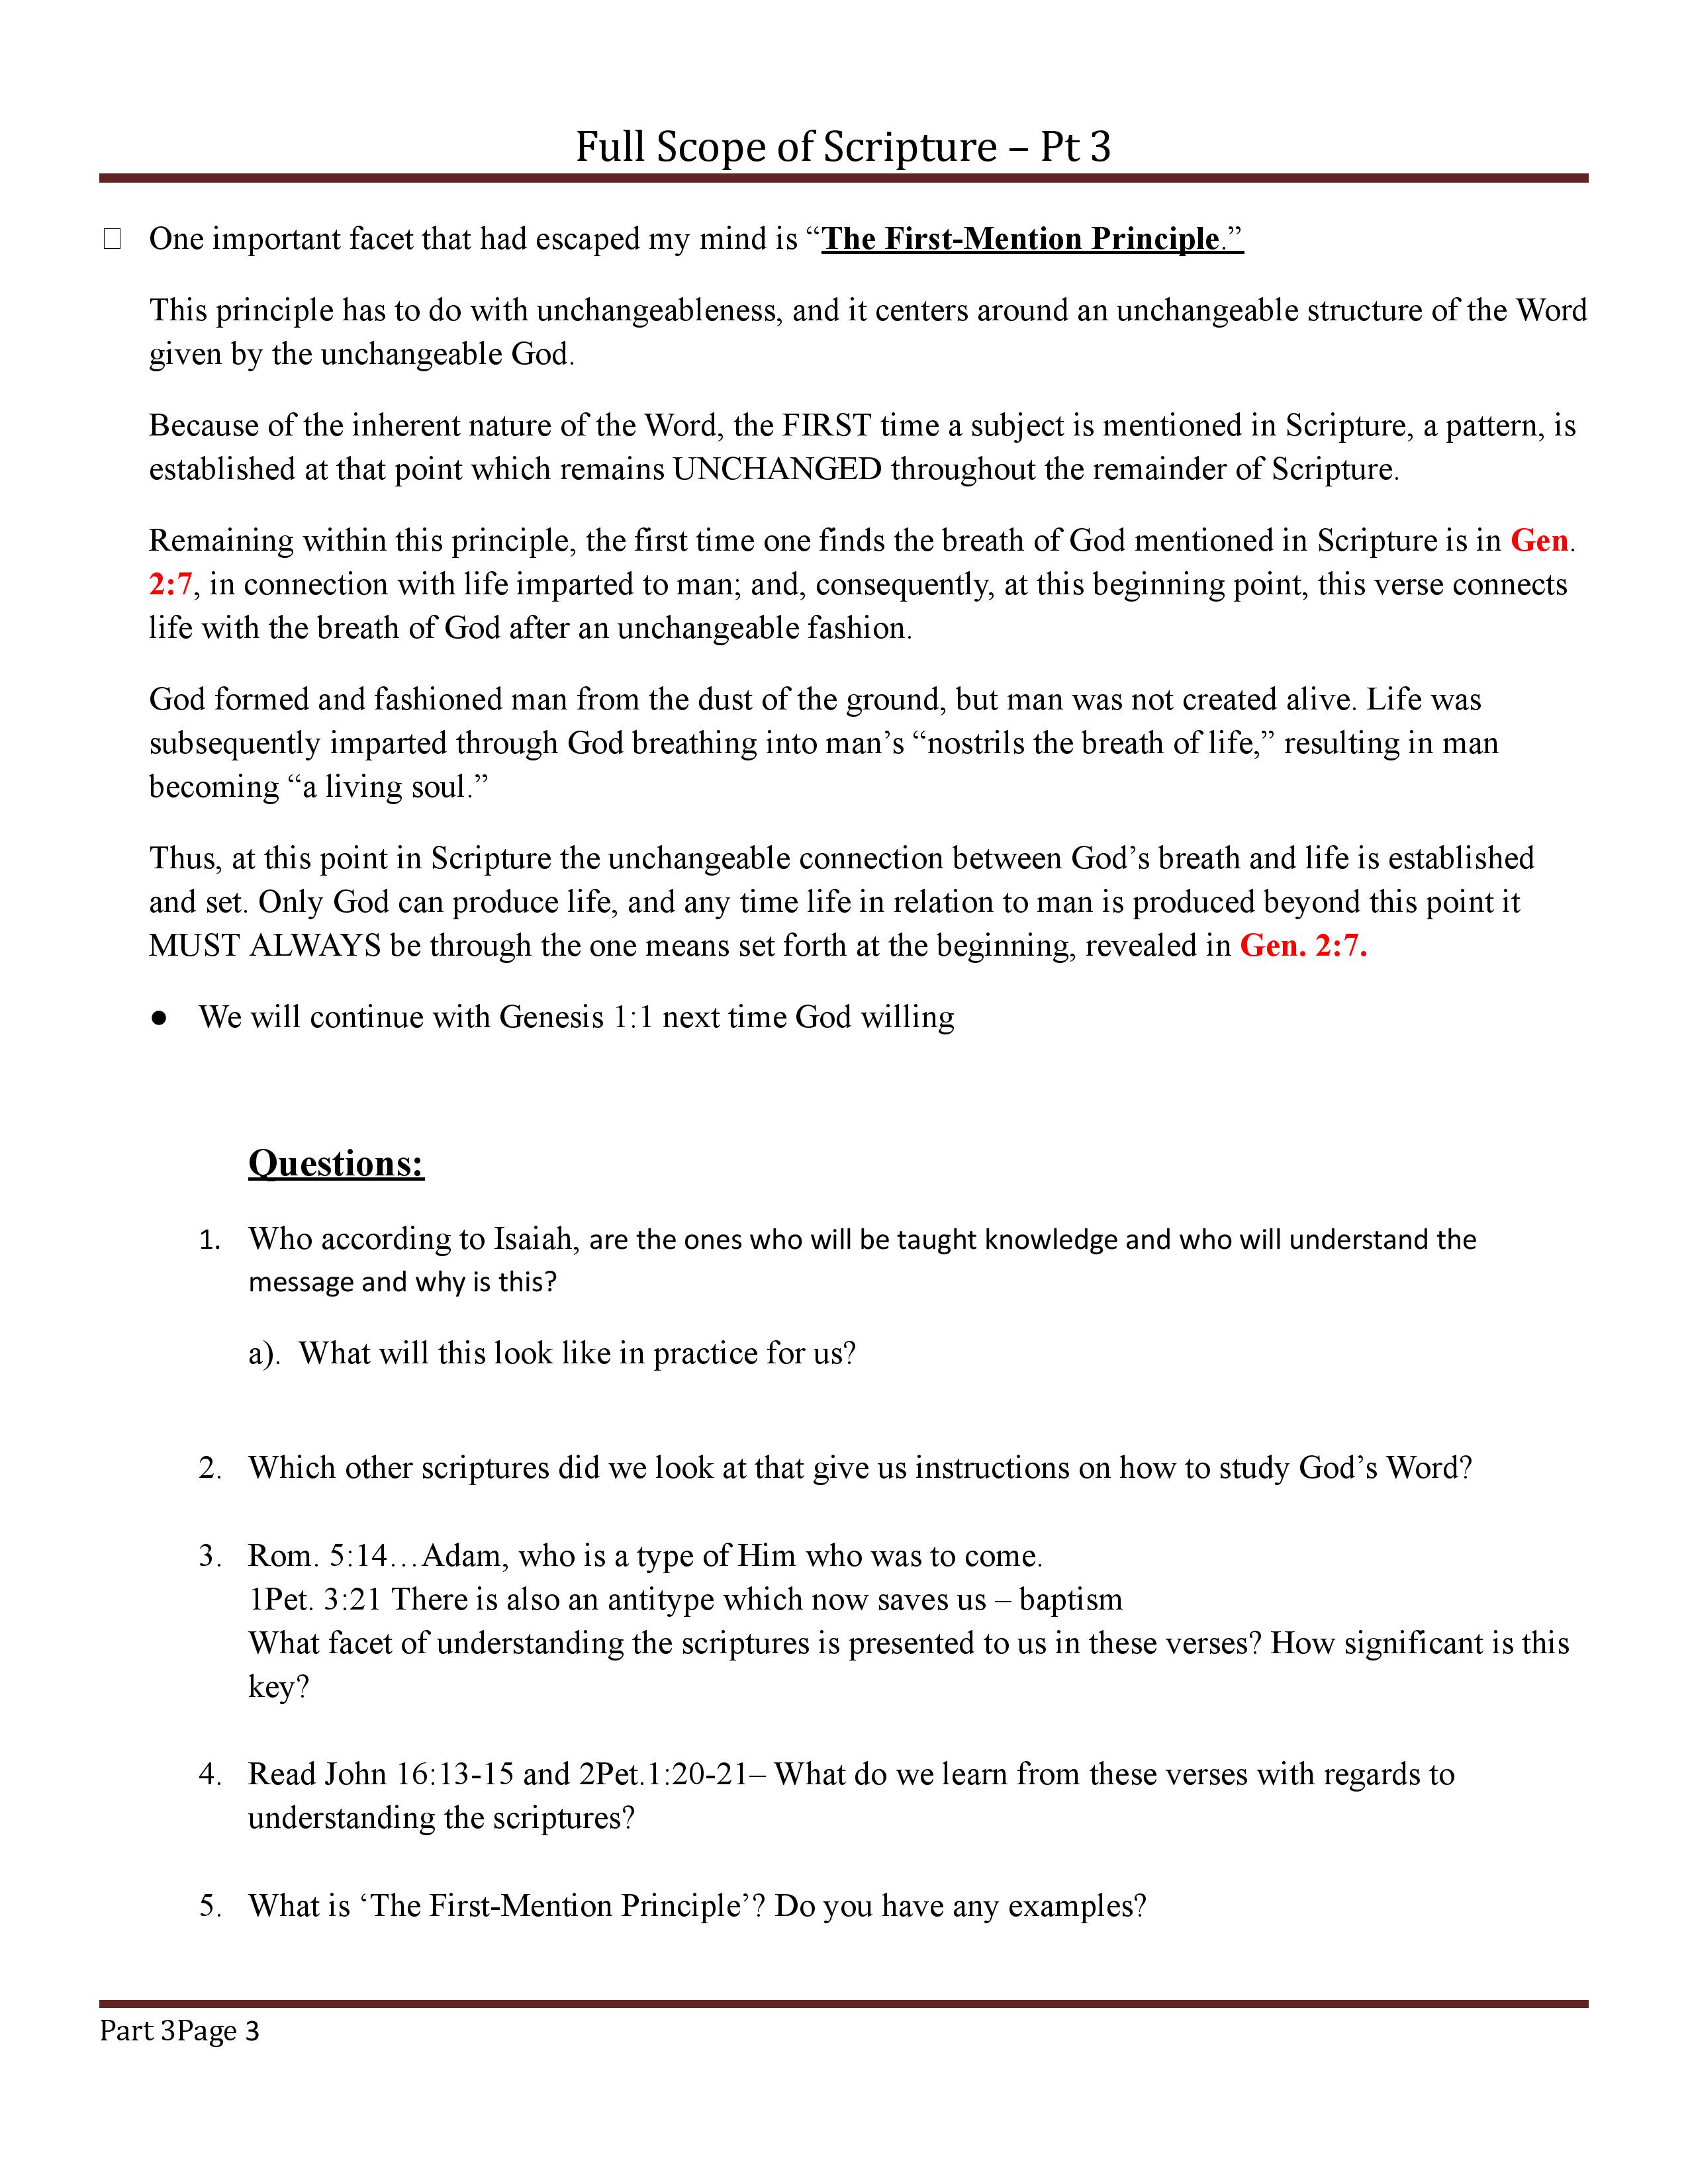 Full Scope of Scripture – Pt 3
One important facet that had escaped my mind is “The First-Mention Principle.”
This principle has to do with unchangeableness, and it centers around an unchangeable structure of the Word
given by the unchangeable God.
Because of the inherent nature of the Word, the FIRST time a subject is mentioned in Scripture, a pattern, is
established at that point which remains UNCHANGED throughout the remainder of Scripture.
Remaining within this principle, the first time one finds the breath of God mentioned in Scripture is in Gen.
2:7, in connection with life imparted to man; and, consequently, at this beginning point, this verse connects
life with the breath of God after an unchangeable fashion.
God formed and fashioned man from the dust of the ground, but man was not created alive. Life was
subsequently imparted through God breathing into man’s “nostrils the breath of life,” resulting in man
becoming “a living soul.”
Thus, at this point in Scripture the unchangeable connection between God’s breath and life is established
and set. Only God can produce life, and any time life in relation to man is produced beyond this point it
MUST ALWAYS be through the one means set forth at the beginning, revealed in Gen. 2:7.
● We will continue with Genesis 1:1 next time God willing
Questions:
1. Who according to Isaiah, are the ones who will be taught knowledge and who will understand the
message and why is this?
a). What will this look like in practice for us?
2. Which other scriptures did we look at that give us instructions on how to study God’s Word?
3. Rom. 5:14…Adam, who is a type of Him who was to come.
1Pet. 3:21 There is also an antitype which now saves us – baptism
What facet of understanding the scriptures is presented to us in these verses? How significant is this
key?
4. Read John 16:13-15 and 2Pet.1:20-21– What do we learn from these verses with regards to
understanding the scriptures?
5. What is ‘The First-Mention Principle’? Do you have any examples?
Part 3Page 3